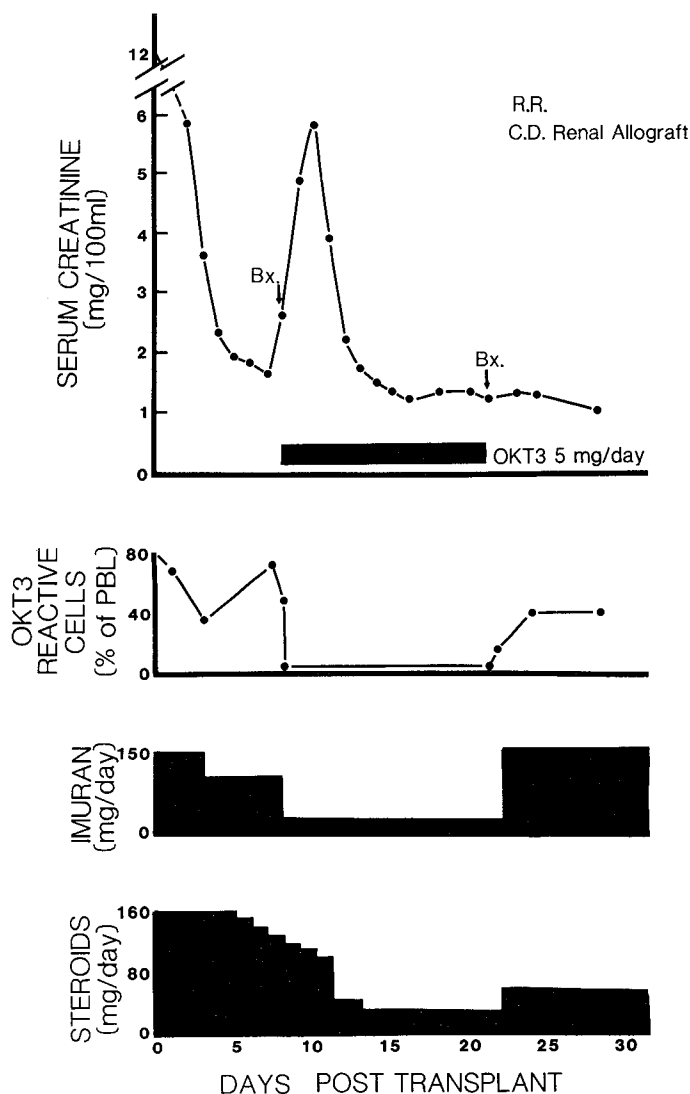 12
6
5
4
3
2
1
0
SERUM CREATININE
(mg/100ml)
R.R.
C.D. Renal Allograft
Bx.
Bx.
OKT3 5 mg/day
80
40
0
OKT3
REACTIVE
CELLS
(% of PBL)
150
0
IMURAN
(mg/day)
160
80
0
STEROIDS
(mg/day)
0 5 10 15 20 25 30
DAYS POST TRANSPLANT